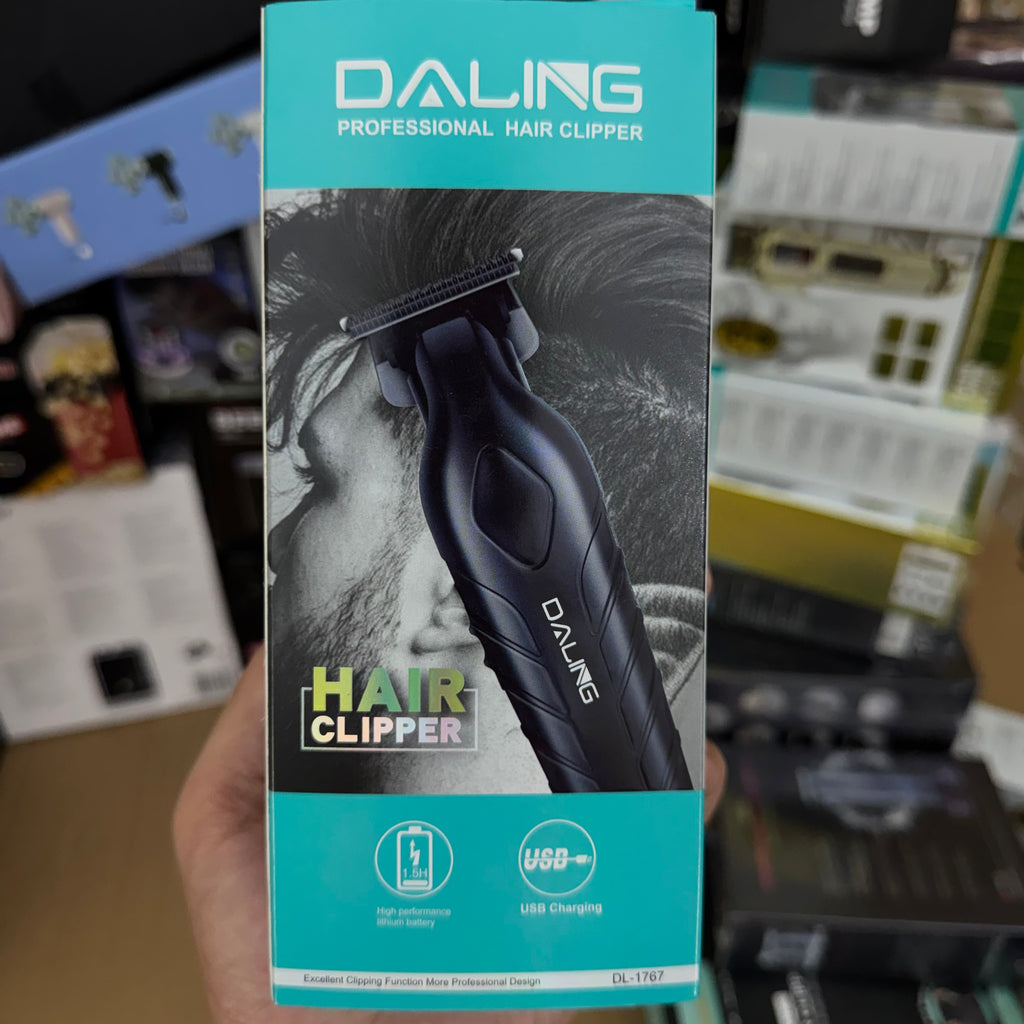 DALING
PROFESSIONAL HAIR CLIPPER
DALING
HAIR
CLIPPER
1.5H
USB
High performance
lithium battery
USB Charging
Excellent Clipping Function More Professional Design
DL-1767